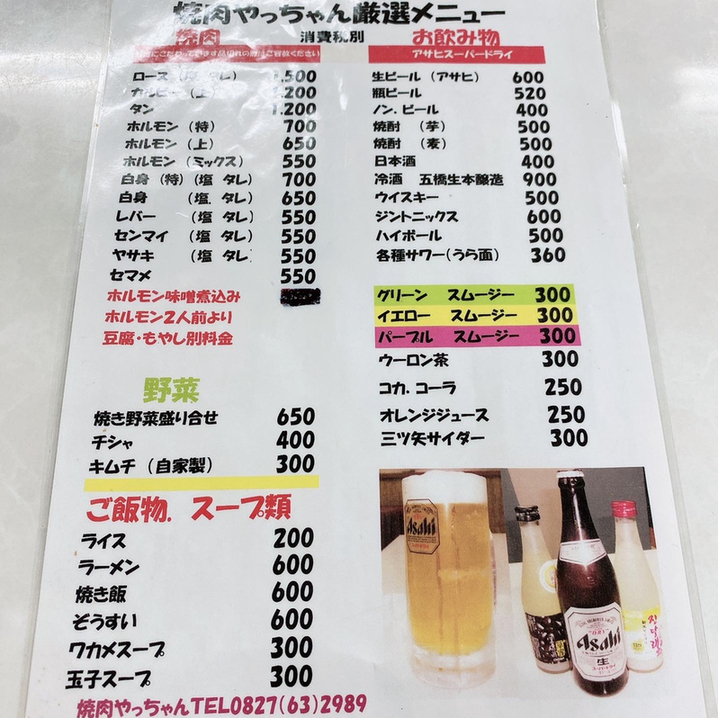 焼肉やっちゃん厳選メニュー
焼肉
消費税別
ロース（塩 タレ） 1,500
カルビー（上） 1.200
タン 1.200
ホルモン（特） 700
ホルモン（上） 650
ホルモン（ミックス） 550
白身（特）（塩 タレ） 700
白身 （塩. タレ） 650
レバー （塩 タレ） 550
センマイ （塩 タレ） 550
ヤサキ （塩 タレ 550
セマメ 550
ホルモン味噌煮込み
ホルモン2人前より
豆腐・もやし別料金
野菜
焼き野菜盛り合せ 650
チシャ 400
キムチ（自家製） 300
ご飯物. スープ類
ライス 200
ラーメン 600
焼き飯 600
ぞうすい 600
ワカメスープ 300
玉子スープ 300
焼肉やっちゃんTEL0827(63)2989
お飲み物
アサヒスーパードライ
生ビール（アサヒ） 600
瓶ビール 520
ノン.ビール 400
焼酎 （芋） 500
焼酎 （麦） 500
日本酒 400
冷酒 五橋生本醸造 900
ウイスキー 500
ジントニックス 600
ハイボール 500
各種サワー（うら面） 360
グリーン スムージー 300
イエロー スムージー 300
パープル スムージー 300
ウーロン茶 300
コカ.コーラ 250
オレンジジュース 250
三ツ矢サイダー 300
Asahi
Asahi
生